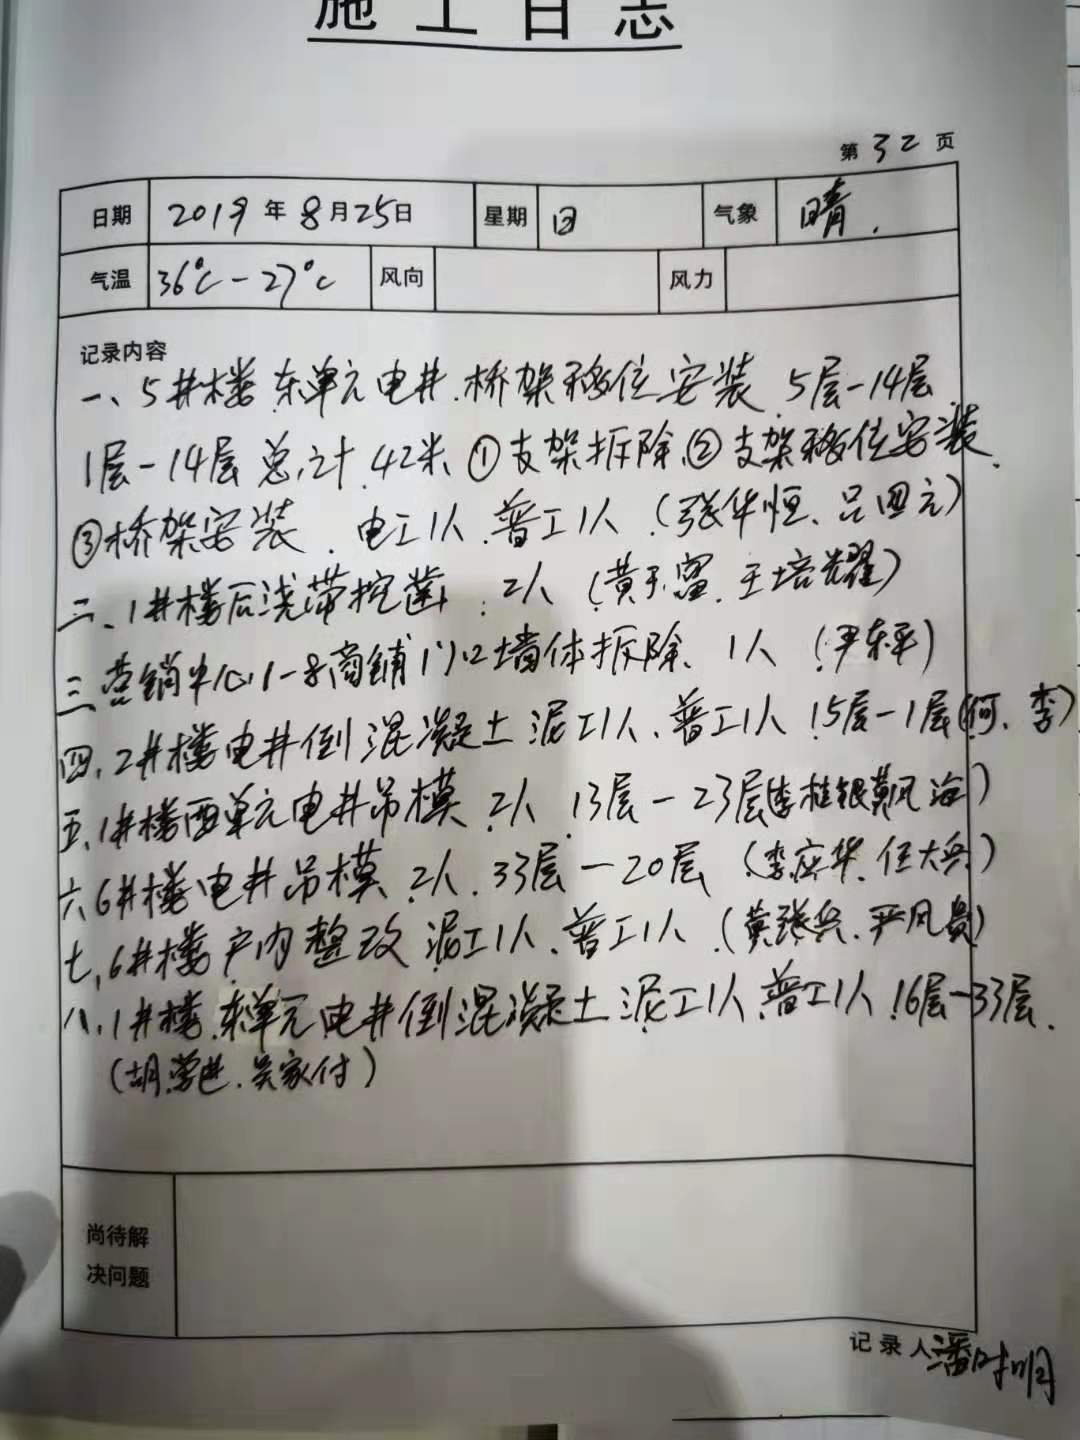 施工日志
第 32 页
日期 2019年8月25日 星期 日 气象 晴.
气温 36℃-27℃ 风向 风力
记录内容
一、5#楼东单元电井.桥架移位安装 5层-14层
1层-14层总计42米①支架拆除②支架移位安装.
③桥架安装.电工1人.普工1人(张华恒、吕四元)
二、1#楼后浇带挖凿:2人(黄于富.王培耀)
三营销中心1-8商铺门口墙体拆除、1人(尹东平)
四.2#楼电井倒混凝土泥工1人、普工1人15层-1层(何、李)
五.1#楼西单元电井吊模.2人.13层-23层(李桂银黄风海)
六6#楼电井吊模.2人.33层-20层(李应华.任大兵)
七.6#楼户内整改泥工1人.普工1人(黄强兵.严风贵)
八.1#楼.东单元电井倒混凝土泥工1人.普工1人.16层-33层.
(胡 进.吴家付)
尚待解
决问题
记录人潘时明